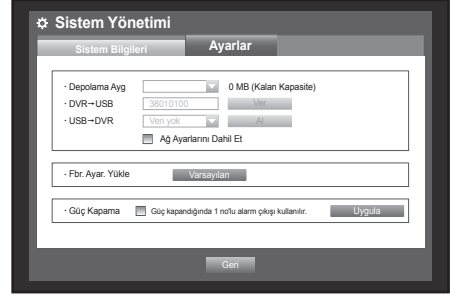 Sistem Yönetimi
Sistem Bilgileri Ayarlar
· Depolama Ayg 0 MB (Kalan Kapasite)
· DVR→USB 38010100 Ver
· USB→DVR Veri yok Al
Ağ Ayarlarını Dahil Et
· Fbr. Ayar. Yükle Varsayılan
· Güç Kapama Güç kapandığında 1 no'lu alarm çıkışı kullanılır. Uygula
Geri